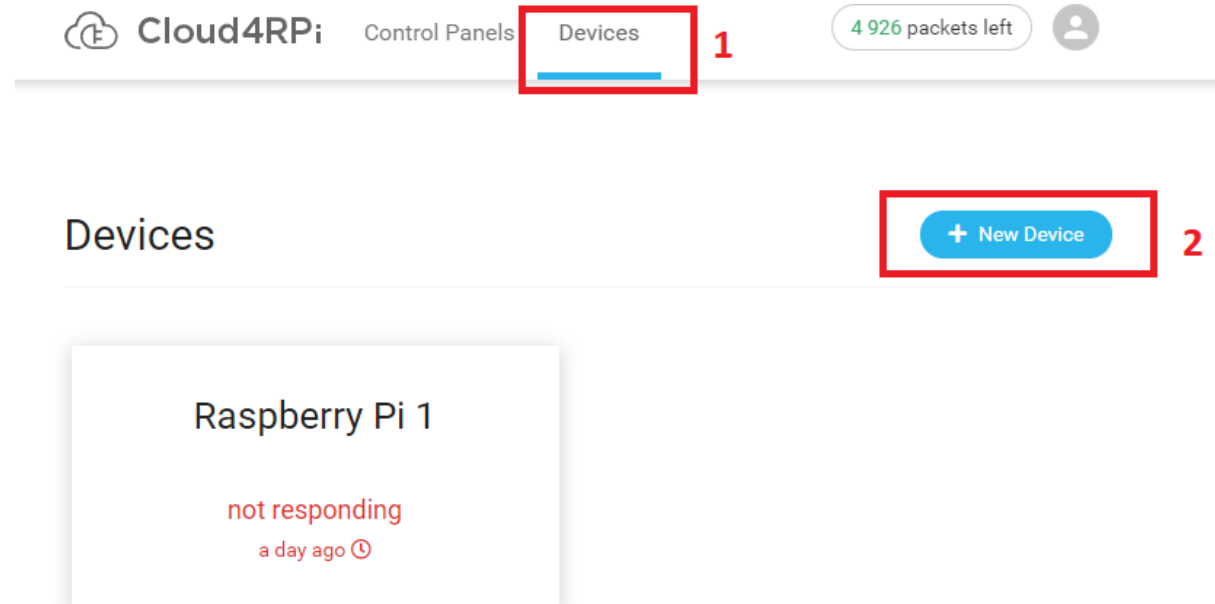 Cloud4RPi Control Panels Devices 1 4 926 packets left
Devices + New Device 2
Raspberry Pi 1
not responding
a day ago